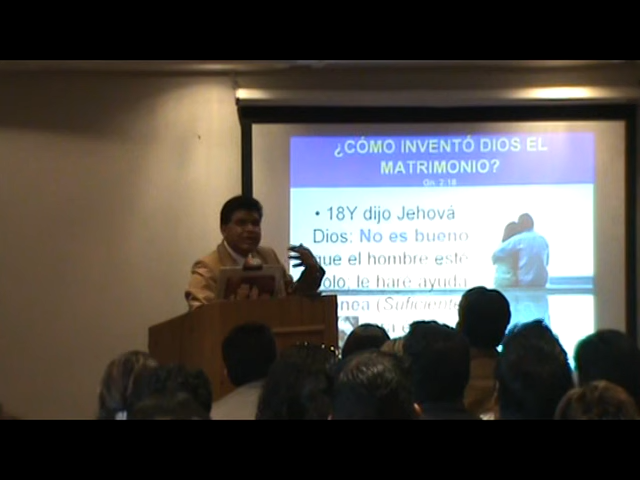 ¿CÓMO INVENTÓ DIOS EL
MATRIMONIO?
Gn. 2:18
• 18Y dijo Jehová
Dios: No es bueno
que el hombre esté
solo; le haré ayuda
(Suficiente